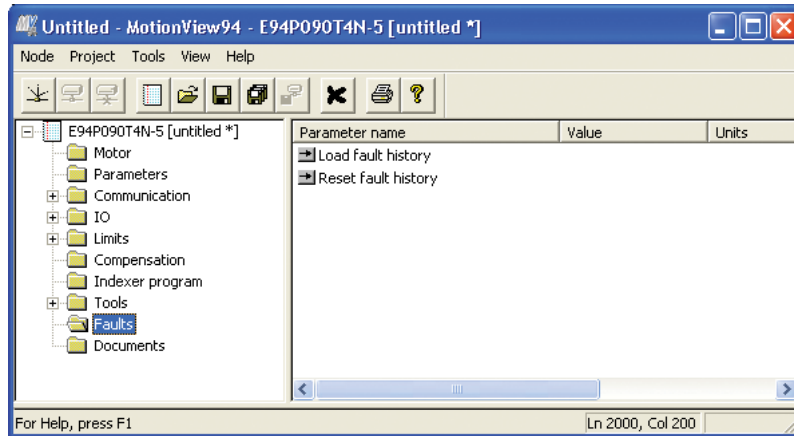 Untitled - MotionView94 - E94P090T4N-5 [untitled *]
Node Project Tools View Help
E94P090T4N-5 [untitled *]
Motor
Parameters
Communication
IO
Limits
Compensation
Indexer program
Tools
Faults
Documents
Parameter name Value Units
Load fault history
Reset fault history
For Help, press F1 Ln 2000, Col 200